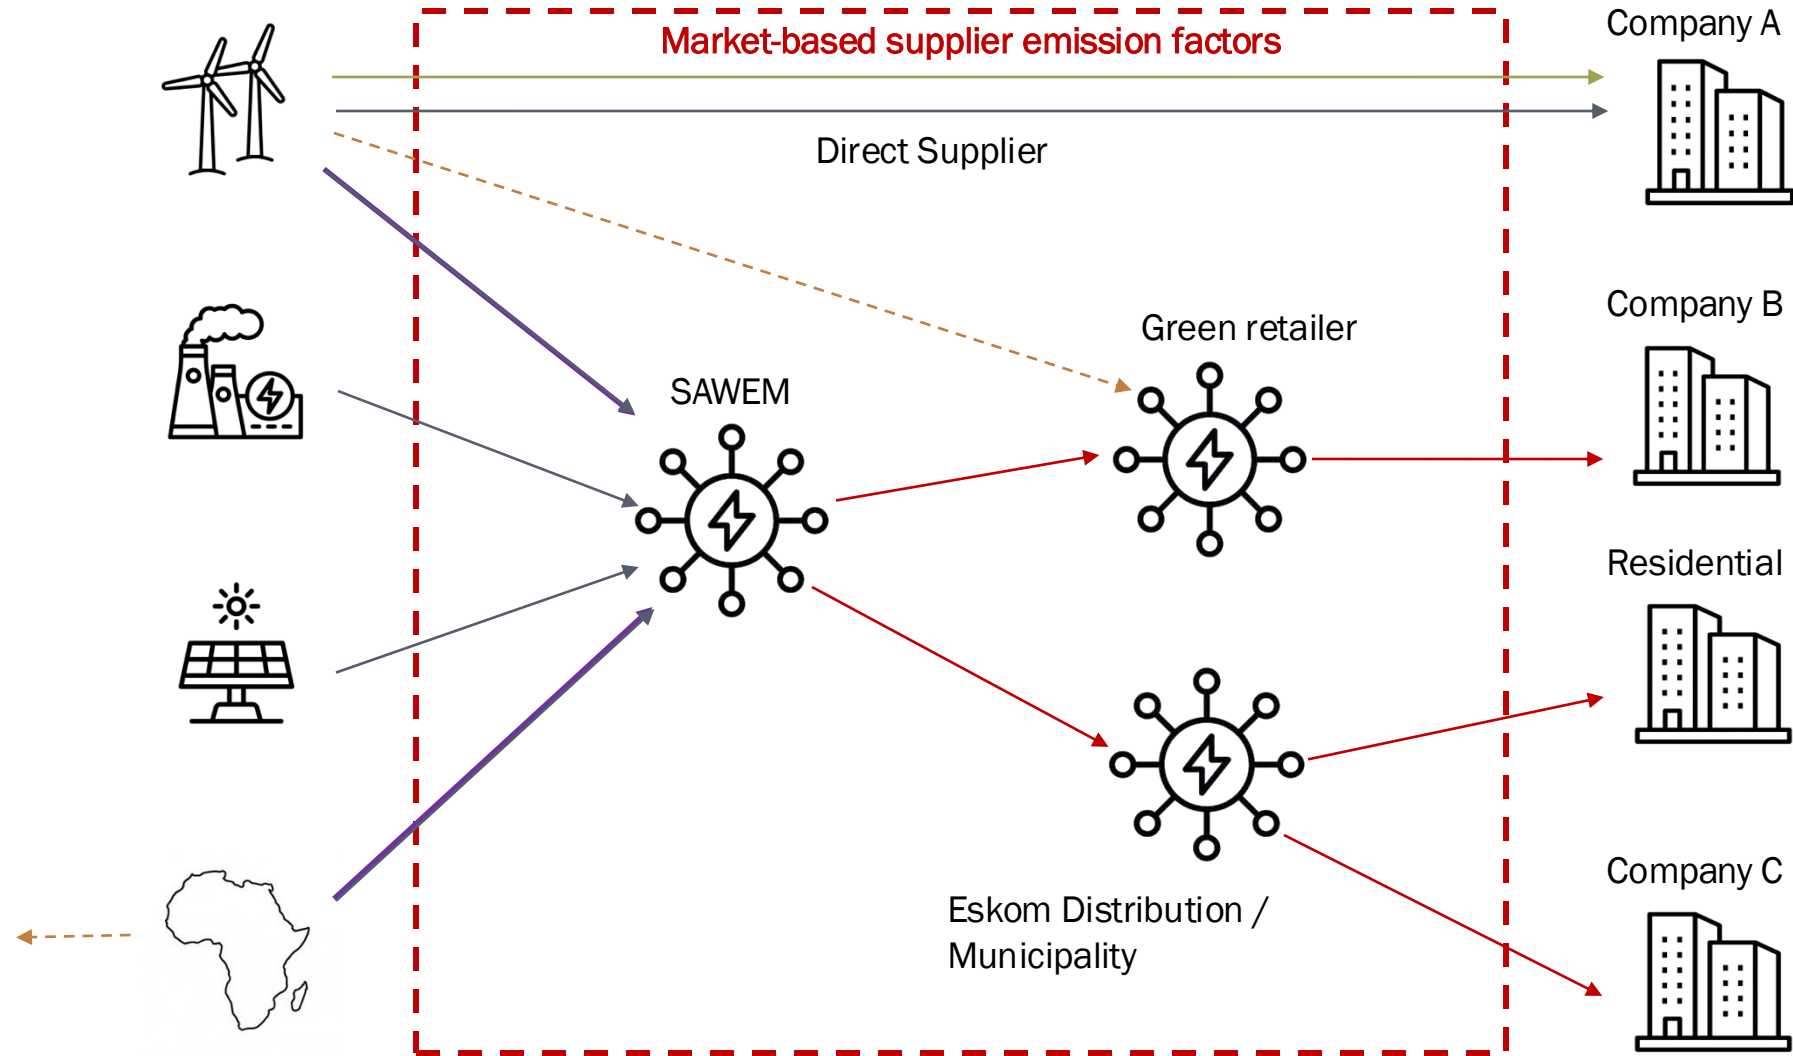 Market-based supplier emission factors
Company A
Direct Supplier
Company B
Green retailer
SAWEM
Residential
Company C
Eskom Distribution /
Municipality